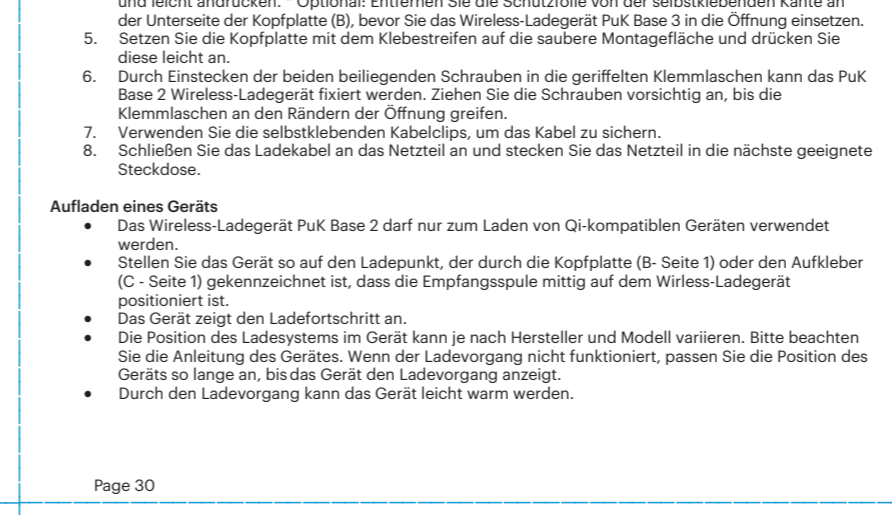 und leicht andrücken. * Optional: Entfernen Sie die Schutzfolie von der selbstklebenden Kante an
der Unterseite der Kopfplatte (B), bevor Sie das Wireless-Ladegerät PuK Base 3 in die Öffnung einsetzen.
5. Setzen Sie die Kopfplatte mit dem Klebestreifen auf die saubere Montagefläche und drücken Sie
diese leicht an.
6. Durch Einstecken der beiden beiliegenden Schrauben in die geriffelten Klemmlaschen kann das PuK
Base 2 Wireless-Ladegerät fixiert werden. Ziehen Sie die Schrauben vorsichtig an, bis die
Klemmlaschen an den Rändern der Öffnung greifen.
7. Verwenden Sie die selbstklebenden Kabelclips, um das Kabel zu sichern.
8. Schließen Sie das Ladekabel an das Netzteil an und stecken Sie das Netzteil in die nächste geeignete
Steckdose.
Aufladen eines Geräts
• Das Wireless-Ladegerät PuK Base 2 darf nur zum Laden von Qi-kompatiblen Geräten verwendet
werden.
• Stellen Sie das Gerät so auf den Ladepunkt, der durch die Kopfplatte (B- Seite 1) oder den Aufkleber
(C - Seite 1) gekennzeichnet ist, dass die Empfangsspule mittig auf dem Wirless-Ladegerät
positioniert ist.
• Das Gerät zeigt den Ladefortschritt an.
• Die Position des Ladesystems im Gerät kann je nach Hersteller und Modell variieren. Bitte beachten
Sie die Anleitung des Gerätes. Wenn der Ladevorgang nicht funktioniert, passen Sie die Position des
Geräts so lange an, bis das Gerät den Ladevorgang anzeigt.
• Durch den Ladevorgang kann das Gerät leicht warm werden.
Page 30